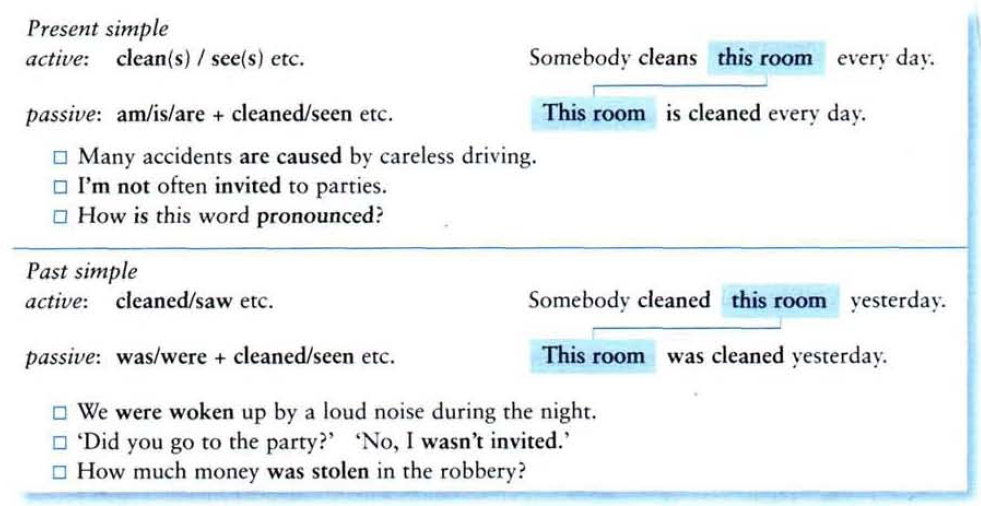 Present simple
active: clean(s) / see(s) etc. Somebody cleans this room every day.
passive: am/is/are + cleaned/seen etc. This room is cleaned every day.
□ Many accidents are caused by careless driving.
□ I'm not often invited to parties.
□ How is this word pronounced?
Past simple
active: cleaned/saw etc. Somebody cleaned this room yesterday.
passive: was/were + cleaned/seen etc. This room was cleaned yesterday.
□ We were woken up by a loud noise during the night.
□ ‘Did you go to the party?’ ‘No, I wasn't invited.’
□ How much money was stolen in the robbery?